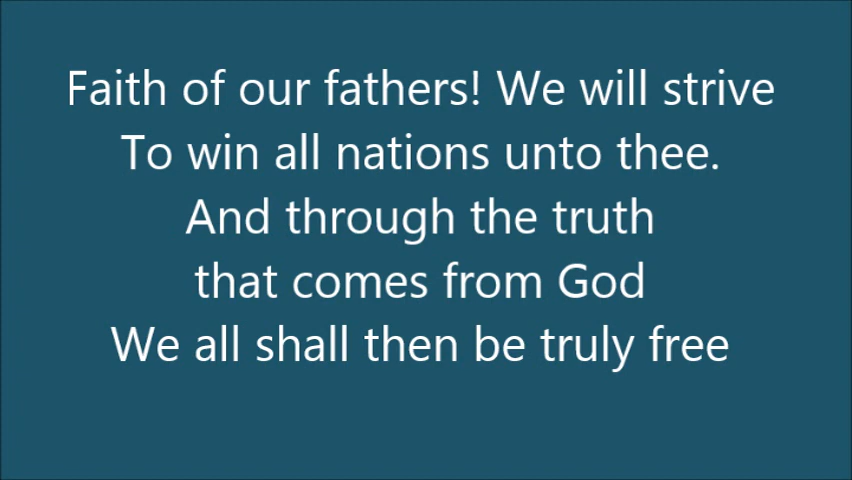 Faith of our fathers! We will strive
To win all nations unto thee.
And through the truth
that comes from God
We all shall then be truly free